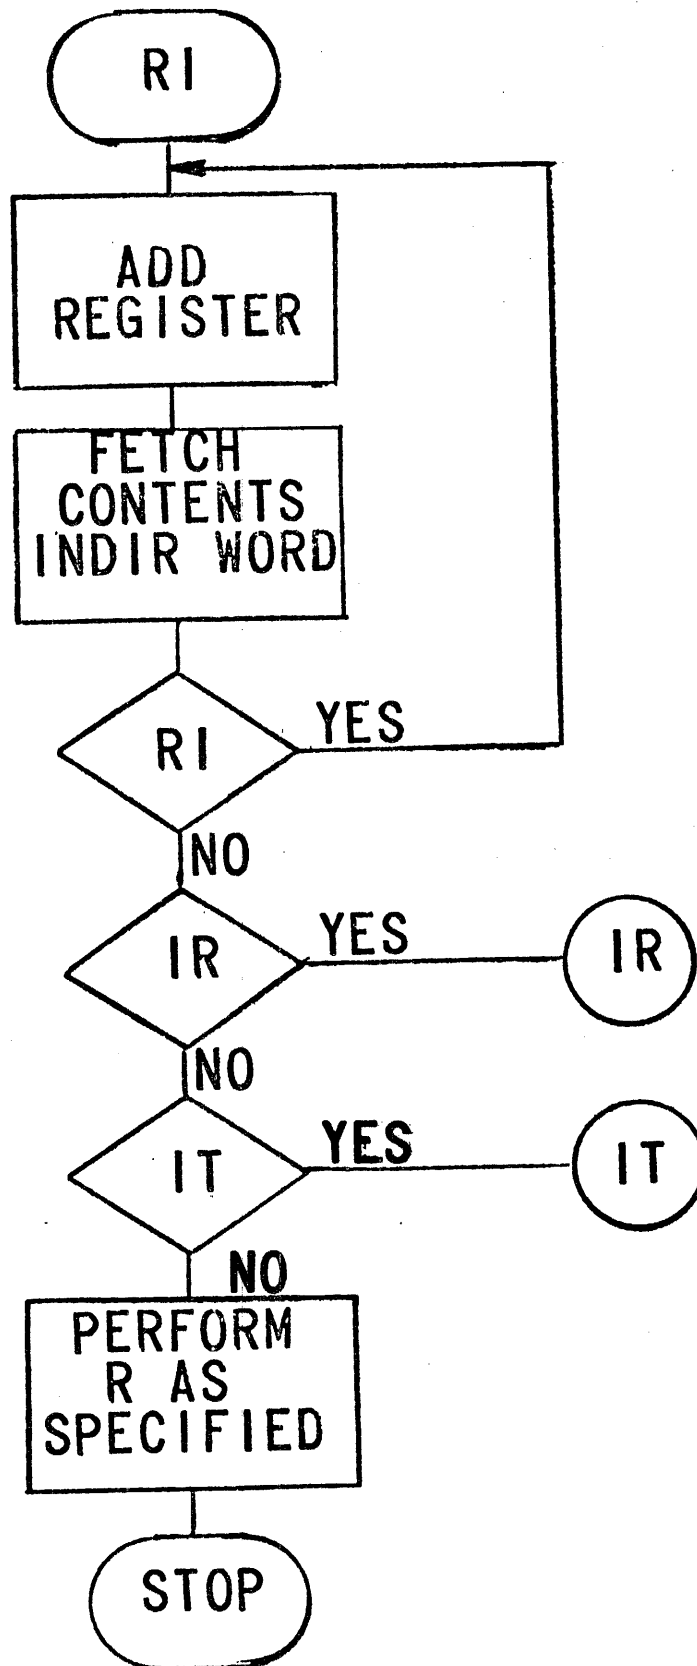 RI
ADD
REGISTER
FETCH
CONTENTS
INDIR WORD
RI
YES
NO
IR
YES
IR
NO
IT
YES
IT
NO
PERFORM
R AS
SPECIFIED
STOP